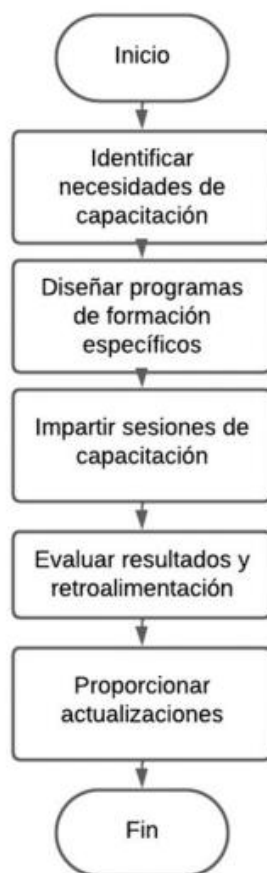 Inicio
Identificar
necesidades de
capacitación
Diseñar programas
de formación
específicos
Impartir sesiones de
capacitación
Evaluar resultados y
retroalimentación
Proporcionar
actualizaciones
Fin